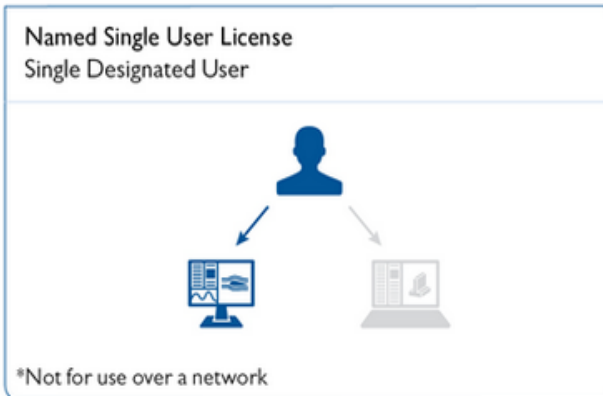 Named Single User License
Single Designated User
*Not for use over a network